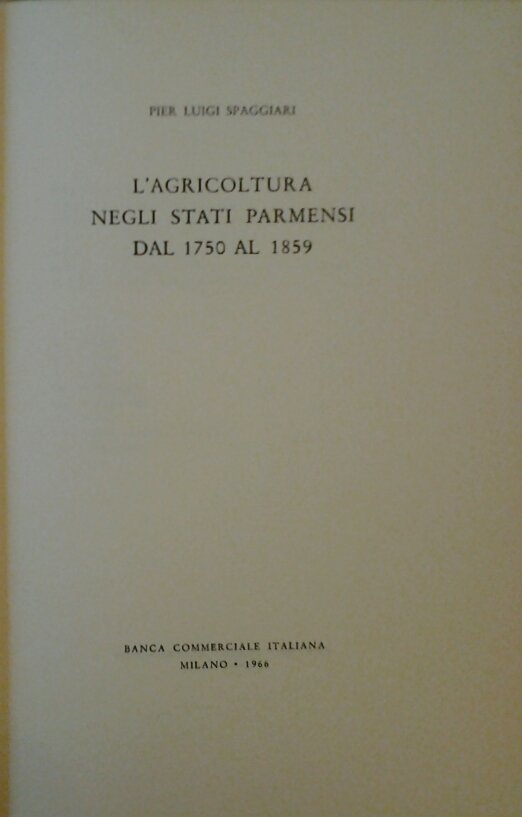 PIER LUIGI SPAGGIARI
L'AGRICOLTURA
NEGLI STATI PARMENSI
DAL 1750 AL 1859
BANCA COMMERCIALE ITALIANA
MILANO • 1966